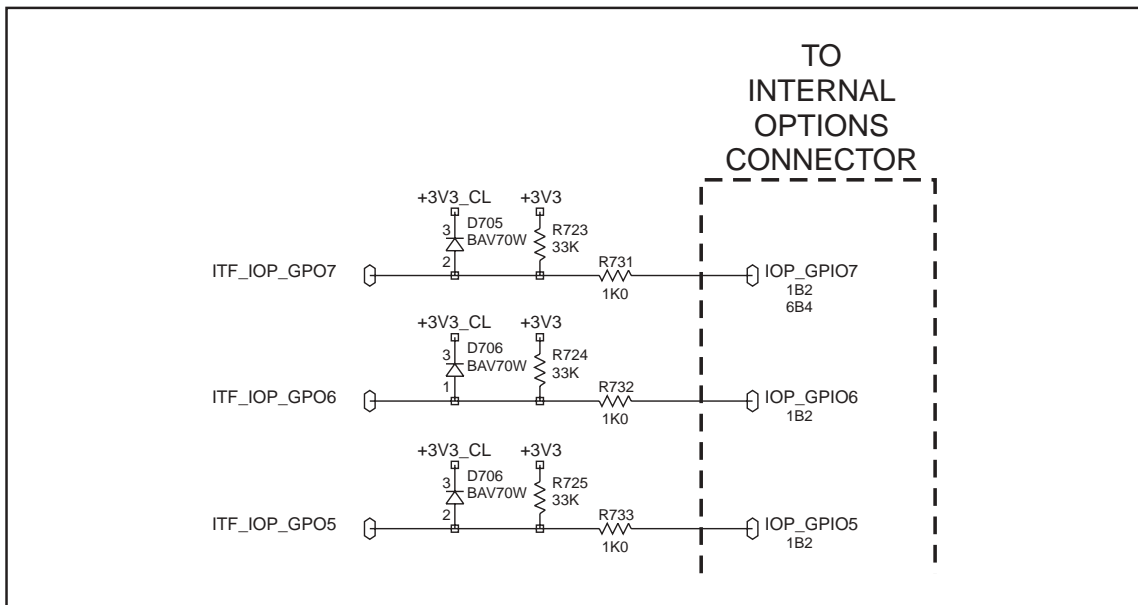 TO
INTERNAL
OPTIONS
CONNECTOR
+3V3_CL +3V3
3 D705 R723
BAV70W 33K
2
ITF_IOP_GPO7 R731 IOP_GPIO7
1K0 1B2
6B4
+3V3_CL +3V3
3 D706 R724
BAV70W 33K
1
ITF_IOP_GPO6 R732 IOP_GPIO6
1K0 1B2
+3V3_CL +3V3
3 D706 R725
BAV70W 33K
2
ITF_IOP_GPO5 R733 IOP_GPIO5
1K0 1B2